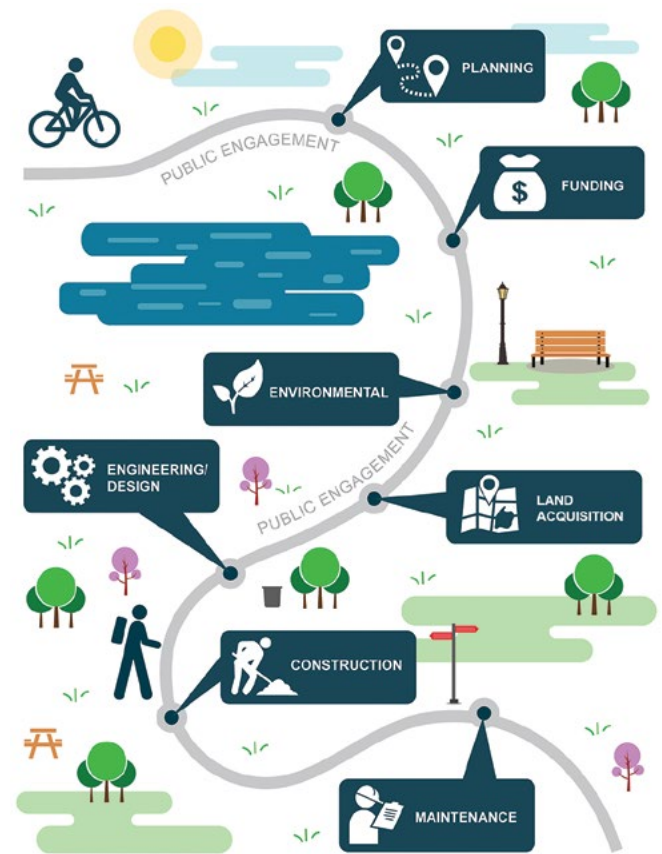 PLANNING
PUBLIC ENGAGEMENT
$
FUNDING
ENVIRONMENTAL
PUBLIC ENGAGEMENT
ENGINEERING/
DESIGN
LAND
ACQUISITION
CONSTRUCTION
MAINTENANCE